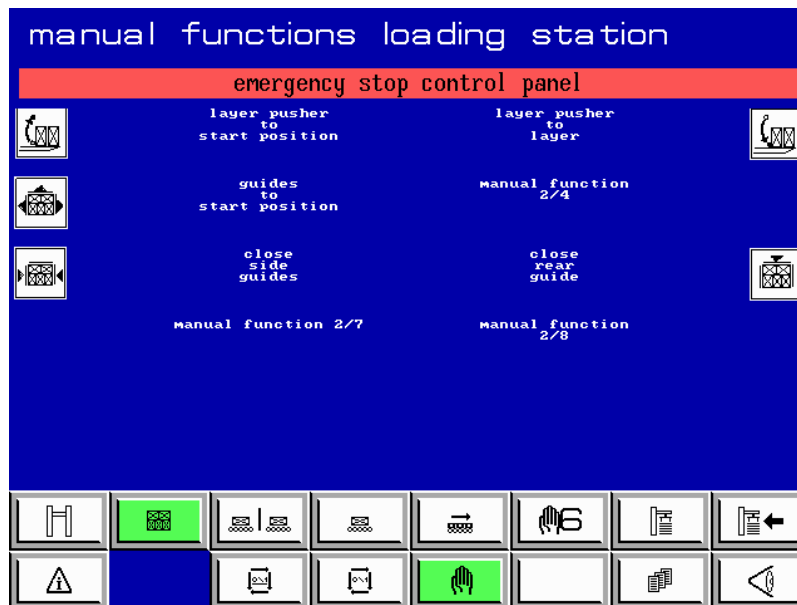 manual functions loading station
emergency stop control panel
layer pusher
to
start position
layer pusher
to
layer
guides
to
start position
manual function
2/4
close
side
guides
close
rear
guide
manual function 2/7
manual function
2/8
6